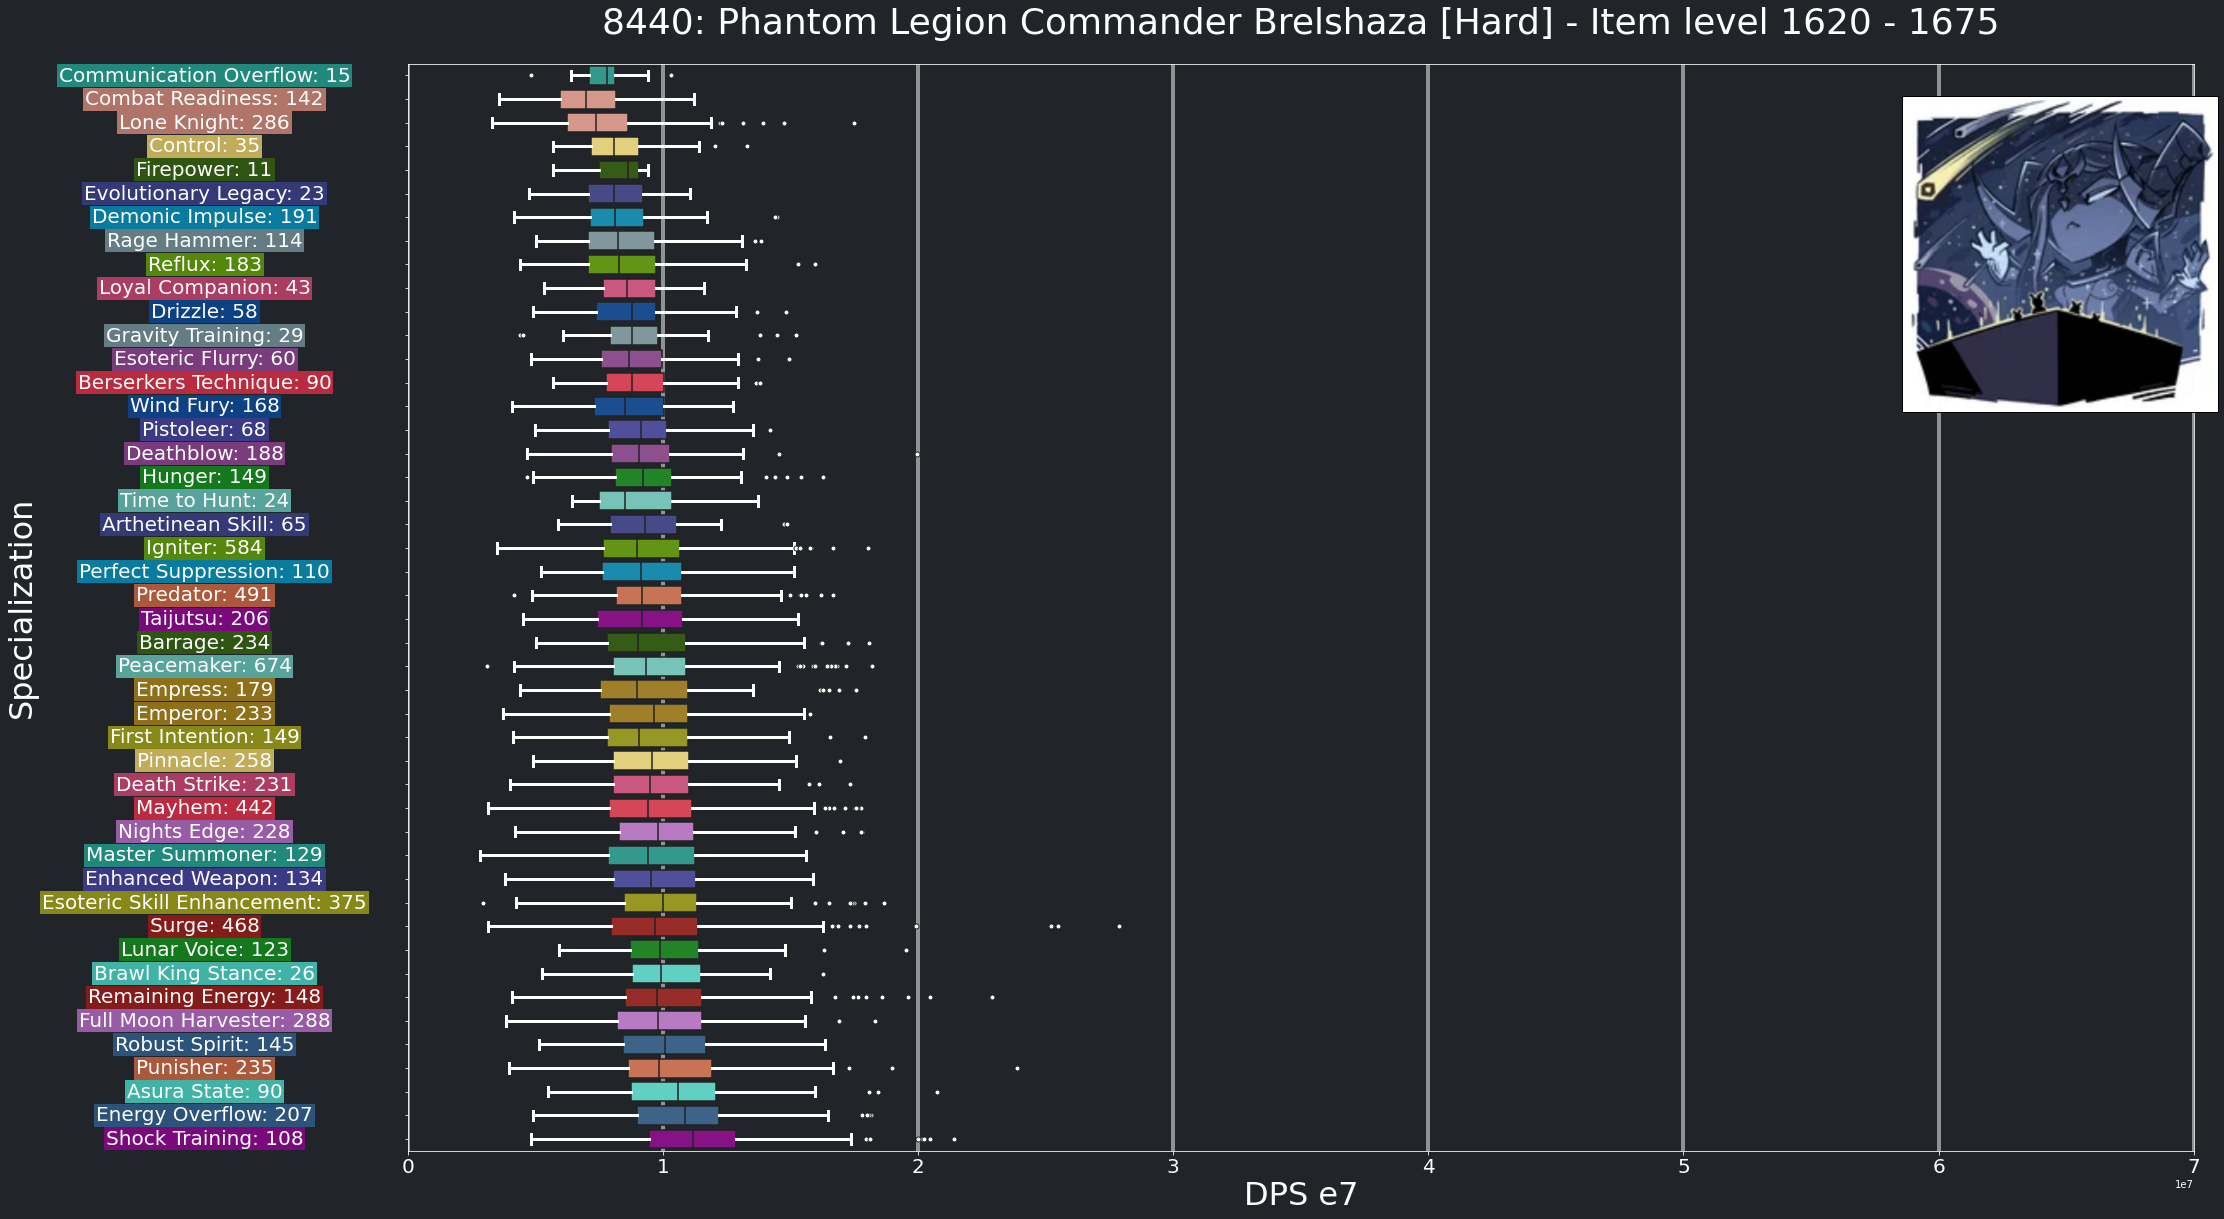 8440: Phantom Legion Commander Brelshaza [Hard] - Item level 1620 - 1675
Communication Overflow: 15
Combat Readiness: 142
Lone Knight: 286
Control: 35
Firepower: 11
Evolutionary Legacy: 23
Demonic Impulse: 191
Rage Hammer: 114
Reflux: 183
Loyal Companion: 43
Drizzle: 58
Gravity Training: 29
Esoteric Flurry: 60
Berserkers Technique: 90
Wind Fury: 168
Pistoleer: 68
Deathblow: 188
Hunger: 149
Time to Hunt: 24
Arthetinean Skill: 65
Igniter: 584
Perfect Suppression: 110
Predator: 491
Taijutsu: 206
Barrage: 234
Peacemaker: 674
Empress: 179
Emperor: 233
First Intention: 149
Pinnacle: 258
Death Strike: 231
Mayhem: 442
Nights Edge: 228
Master Summoner: 129
Enhanced Weapon: 134
Esoteric Skill Enhancement: 375
Surge: 468
Lunar Voice: 123
Brawl King Stance: 26
Remaining Energy: 148
Full Moon Harvester: 288
Robust Spirit: 145
Punisher: 235
Asura State: 90
Energy Overflow: 207
Shock Training: 108
Specialization
0 1 2 3 4 5 6 7
1e7
DPS e7